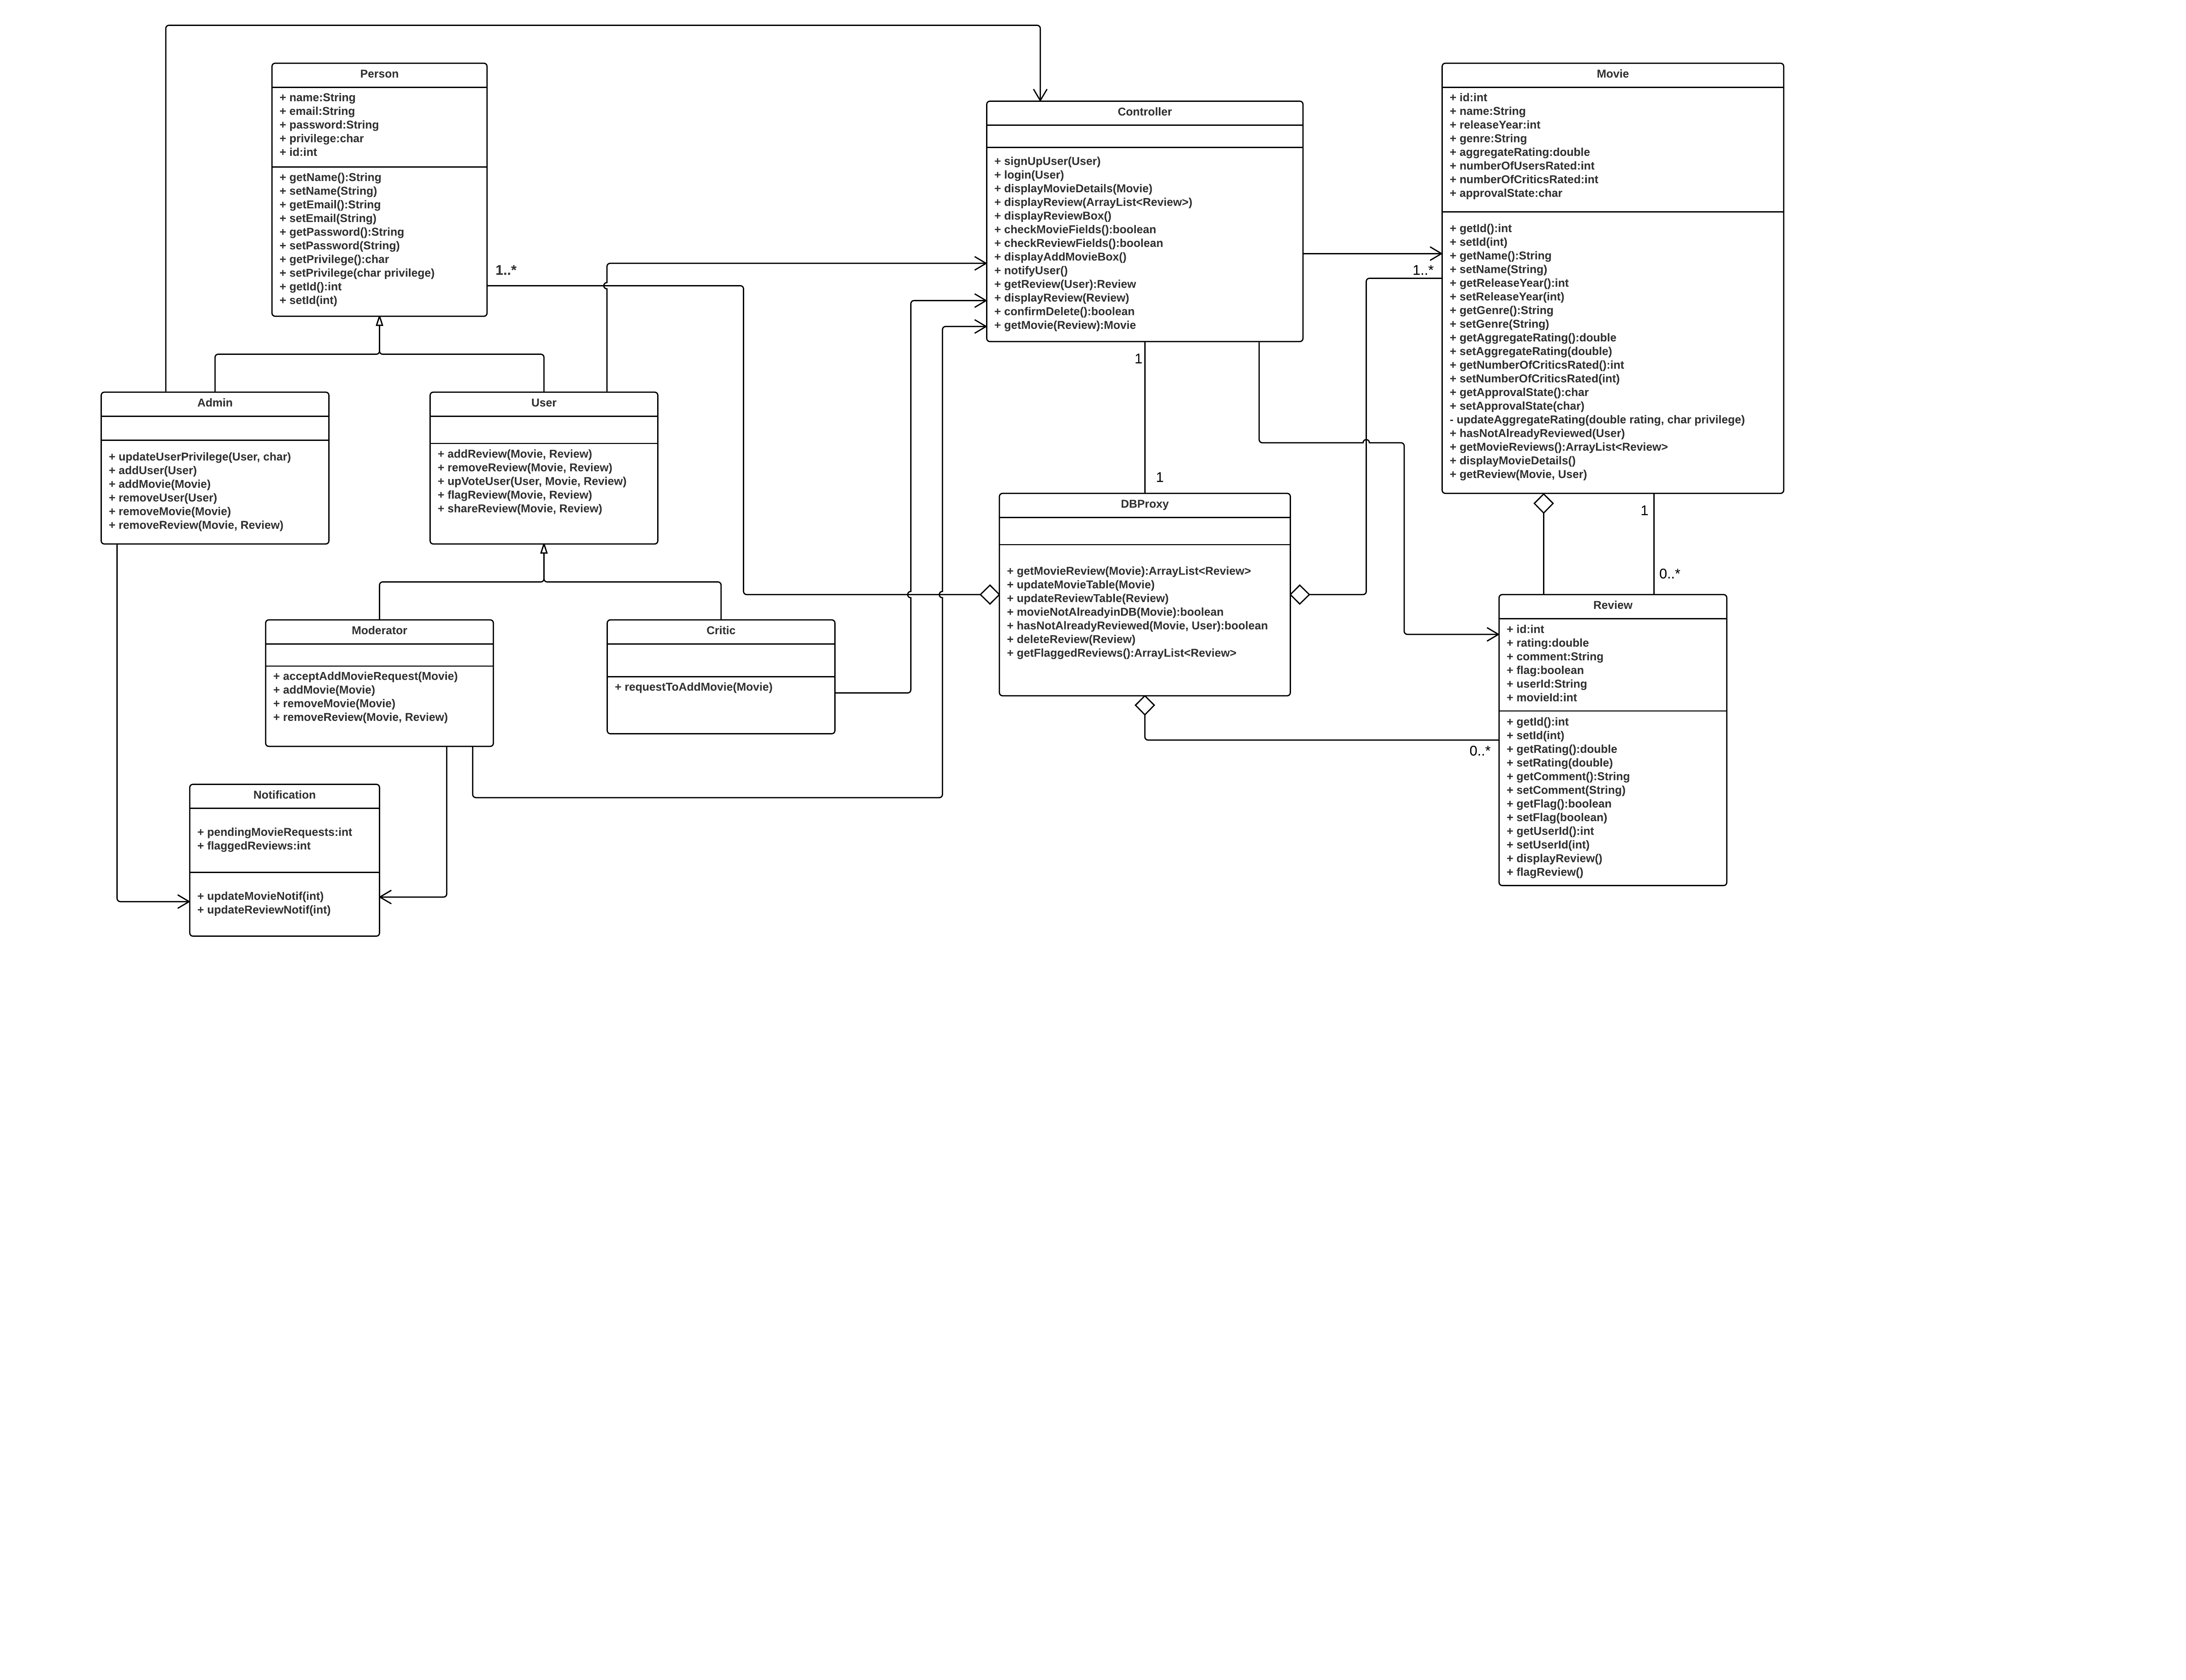 Person
+ name:String
+ email:String
+ password:String
+ privilege:char
+ id:int
+ getName():String
+ setName(String)
+ getEmail():String
+ setEmail(String)
+ getPassword():String
+ setPassword(String)
+ getPrivilege():char
+ setPrivilege(char privilege)
+ getId():int
+ setId(int)
1..*
Controller
+ signUpUser(User)
+ login(User)
+ displayMovieDetails(Movie)
+ displayReview(ArrayList<Review>)
+ displayReviewBox()
+ checkMovieFields():boolean
+ checkReviewFields():boolean
+ displayAddMovieBox()
+ notifyUser()
+ getReview(User):Review
+ displayReview(Review)
+ confirmDelete():boolean
+ getMovie(Review):Movie
1
1
Movie
+ id:int
+ name:String
+ releaseYear:int
+ genre:String
+ aggregateRating:double
+ numberOfUsersRated:int
+ numberOfCriticsRated:int
+ approvalState:char
+ getId():int
+ setId(int)
+ getName():String
+ setName(String)
+ getReleaseYear():int
+ setReleaseYear(int)
+ getGenre():String
+ setGenre(String)
+ getAggregateRating():double
+ setAggregateRating(double)
+ getNumberOfCriticsRated():int
+ setNumberOfCriticsRated(int)
+ getApprovalState():char
+ setApprovalState(char)
- updateAggregateRating(double rating, char privilege)
+ hasNotAlreadyReviewed(User)
+ getMovieReviews():ArrayList<Review>
+ displayMovieDetails()
+ getReview(Movie, User)
1..*
1
0..*
Admin
+ updateUserPrivilege(User, char)
+ addUser(User)
+ addMovie(Movie)
+ removeUser(User)
+ removeMovie(Movie)
+ removeReview(Movie, Review)
User
+ addReview(Movie, Review)
+ removeReview(Movie, Review)
+ upVoteUser(User, Movie, Review)
+ flagReview(Movie, Review)
+ shareReview(Movie, Review)
DBProxy
+ getMovieReview(Movie):ArrayList<Review>
+ updateMovieTable(Movie)
+ updateReviewTable(Review)
+ movieNotAlreadyinDB(Movie):boolean
+ hasNotAlreadyReviewed(Movie, User):boolean
+ deleteReview(Review)
+ getFlaggedReviews():ArrayList<Review>
0..*
Review
+ id:int
+ rating:double
+ comment:String
+ flag:boolean
+ userId:String
+ movieId:int
+ getId():int
+ setId(int)
+ getRating():double
+ setRating(double)
+ getComment():String
+ setComment(String)
+ getFlag():boolean
+ setFlag(boolean)
+ getUserId():int
+ setUserId(int)
+ displayReview()
+ flagReview()
Moderator
+ acceptAddMovieRequest(Movie)
+ addMovie(Movie)
+ removeMovie(Movie)
+ removeReview(Movie, Review)
Critic
+ requestToAddMovie(Movie)
Notification
+ pendingMovieRequests:int
+ flaggedReviews:int
+ updateMovieNotif(int)
+ updateReviewNotif(int)